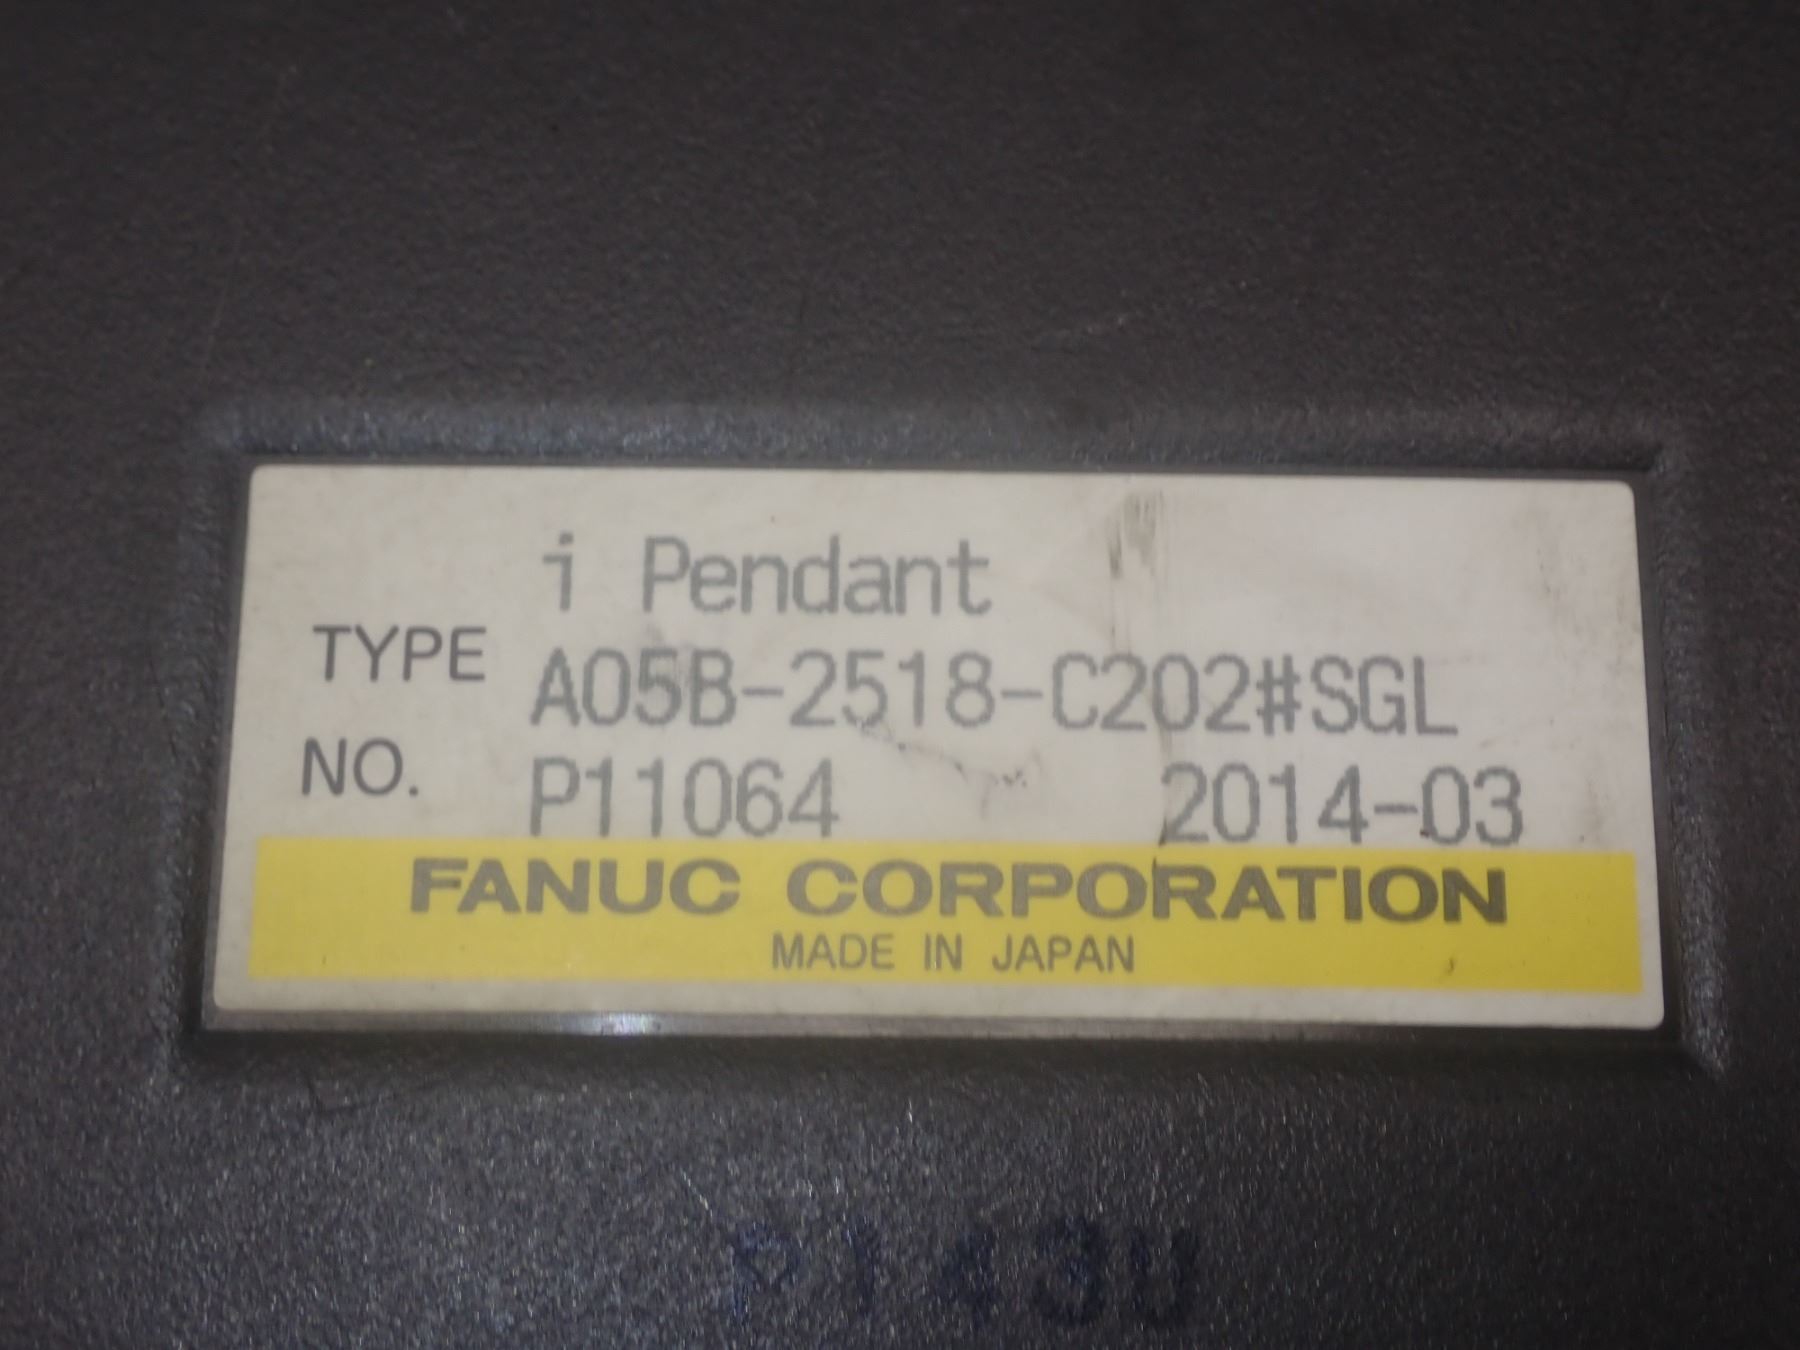 i Pendant
TYPE A05B-2518-C202#SGL
NO. P11064 2014-03
FANUC CORPORATION
MADE IN JAPAN